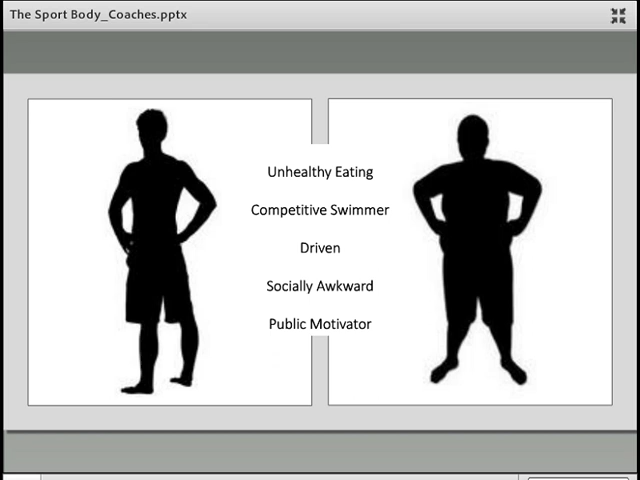 The Sport Body_Coaches.pptx
Unhealthy Eating
Competitive Swimmer
Driven
Socially Awkward
Public Motivator